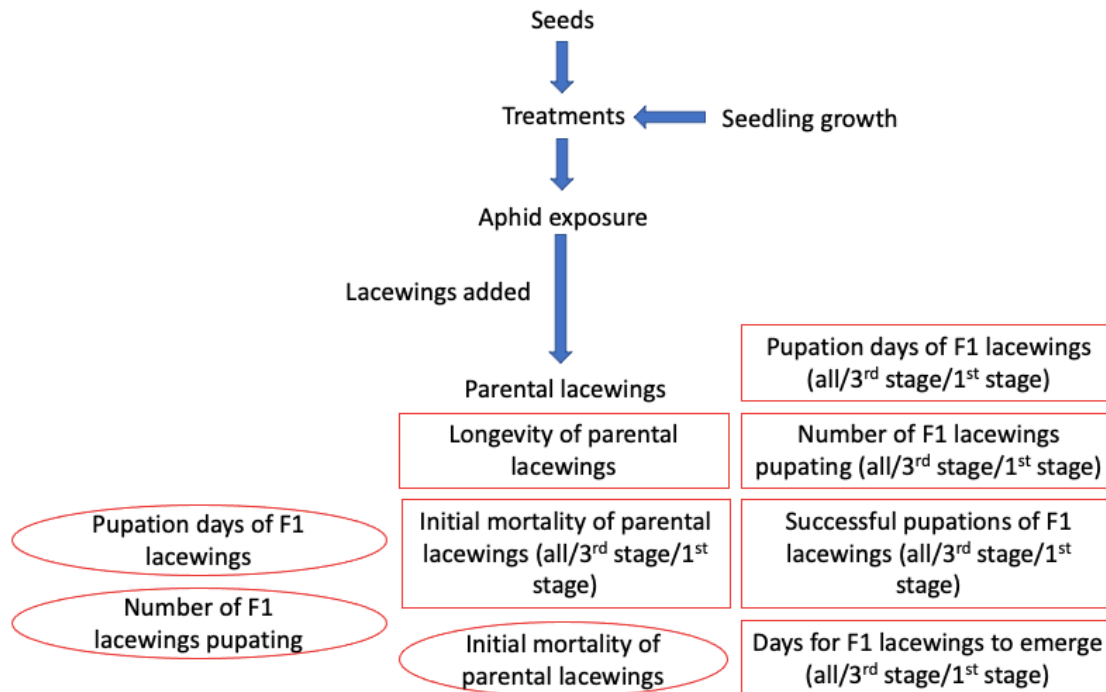 Seeds
Treatments
Seedling growth
Aphid exposure
Lacewings added
Parental lacewings
Longevity of parental
lacewings
Initial mortality of parental
lacewings (all/3rd stage/1st
stage)
Initial mortality of
parental lacewings
Pupation days of F1
lacewings
Number of F1
lacewings pupating
Pupation days of F1 lacewings
(all/3rd stage/1st stage)
Number of F1 lacewings
pupating (all/3rd stage/1st stage)
Successful pupations of F1
lacewings (all/3rd stage/1st
stage)
Days for F1 lacewings to emerge
(all/3rd stage/1st stage)